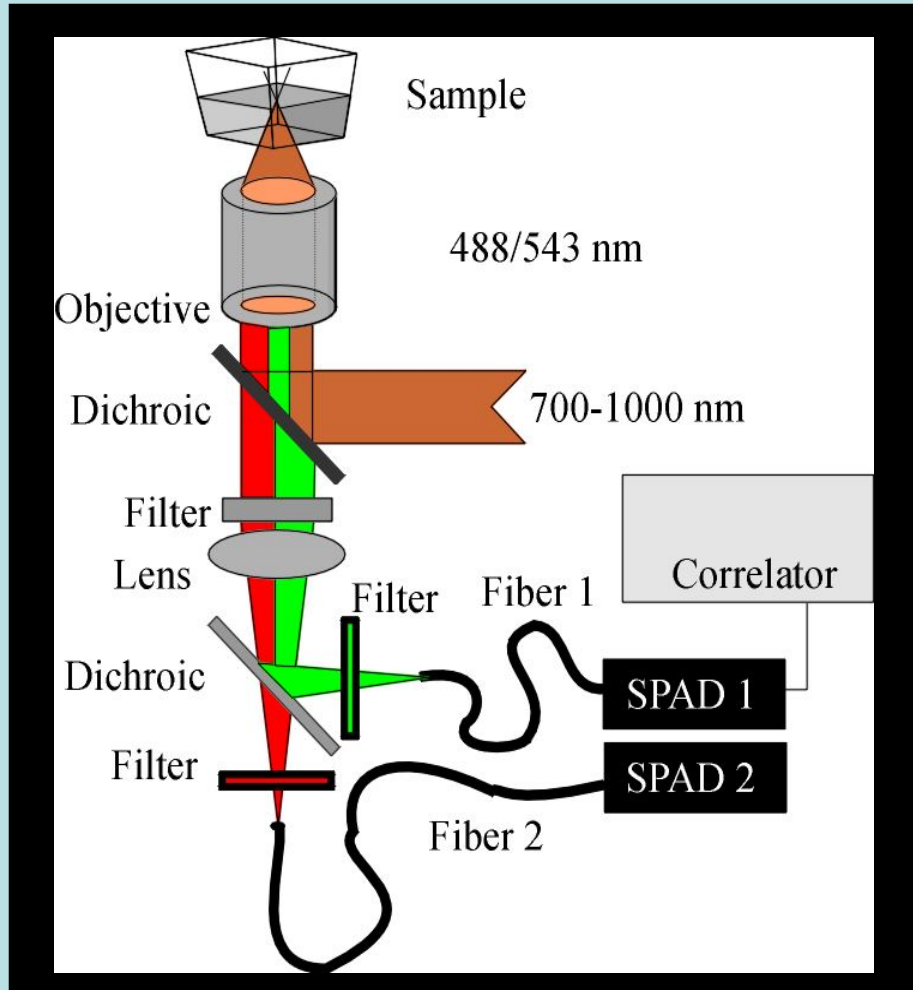 Sample
488/543 nm
Objective
Dichroic
700-1000 nm
Filter
Lens
Correlator
Filter
Fiber 1
Dichroic
SPAD 1
Filter
SPAD 2
Fiber 2